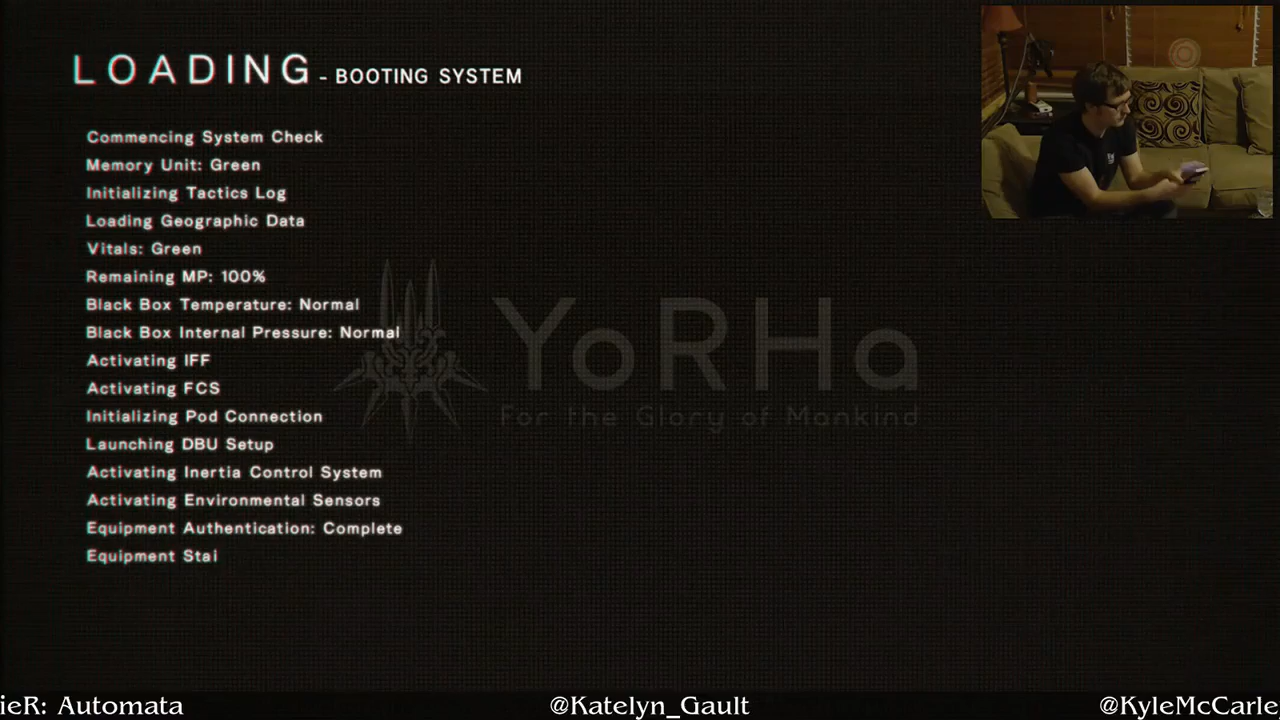 LOADING - BOOTING SYSTEM
Commencing System Check
Memory Unit: Green
Initializing Tactics Log
Loading Geographic Data
Vitals: Green
Remaining MP: 100%
Black Box Temperature: Normal
Black Box Internal Pressure: Normal
Activating IFF
Activating FCS
Initializing Pod Connection
Launching DBU Setup
Activating Inertia Control System
Activating Environmental Sensors
Equipment Authentication: Complete
Equipment Stai
YoRHa
For the Glory of Mankind
ieR: Automata @Katelyn_Gault @KyleMcCarle